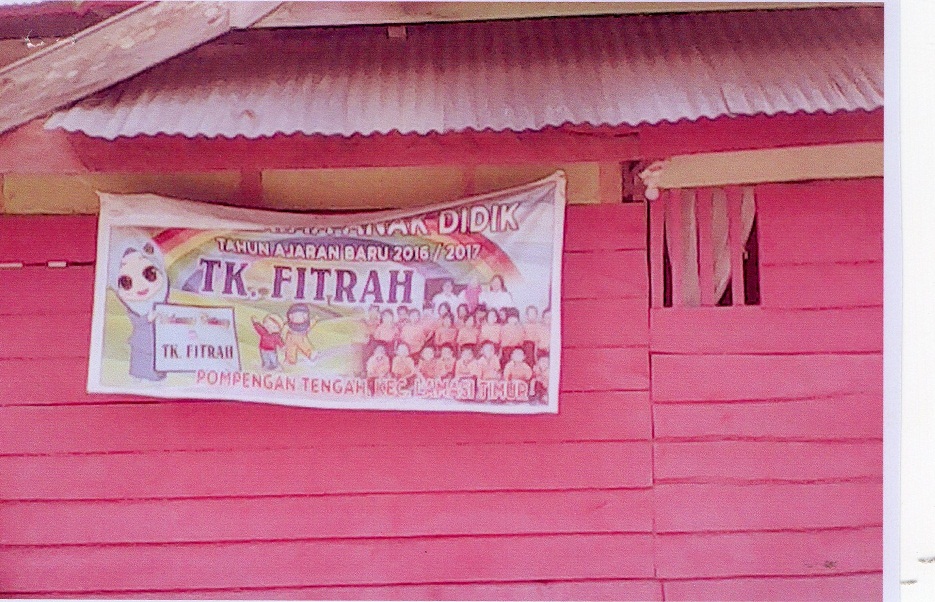 ANAK DIDIK
TAHUN AJARAN BARU 2016 / 2017
TK. FITRAH
TK. FITRAH
POMPENGAN TENGAH, KEC. LAMASI TIMUR